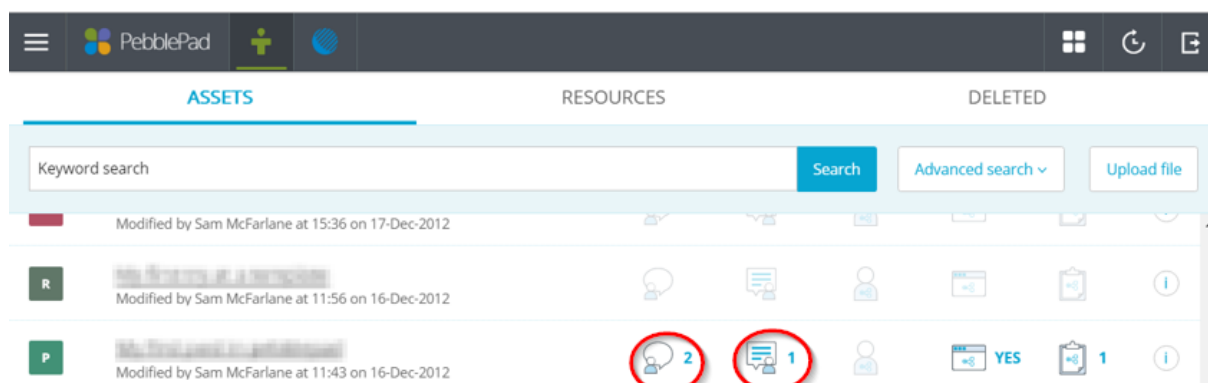 PebblePad
ASSETS RESOURCES DELETED
Keyword search Search Advanced search Upload file
Modified by Sam McFarlane at 15:36 on 17-Dec-2012
i
R
Modified by Sam McFarlane at 11:56 on 16-Dec-2012
i
P
2 1 YES 1 i
Modified by Sam McFarlane at 11:43 on 16-Dec-2012